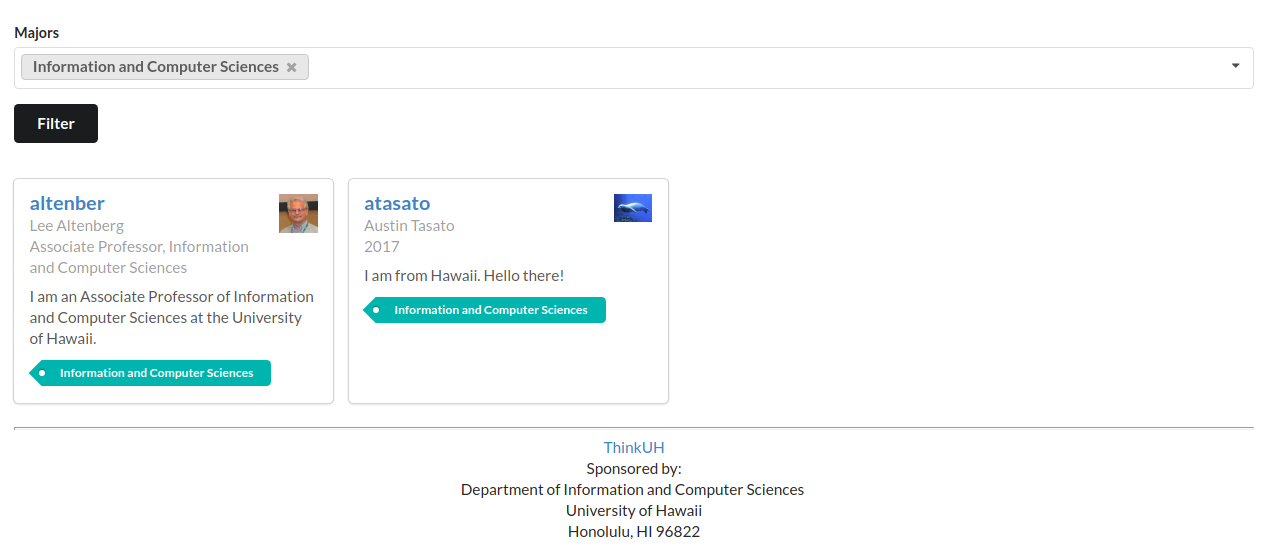 Majors
Information and Computer Sciences
Filter
altenber
Lee Altenberg
Associate Professor, Information
and Computer Sciences
I am an Associate Professor of Information
and Computer Sciences at the University
of Hawaii.
Information and Computer Sciences
atasato
Austin Tasato
2017
I am from Hawaii. Hello there!
Information and Computer Sciences
ThinkUH
Sponsored by:
Department of Information and Computer Sciences
University of Hawaii
Honolulu, HI 96822